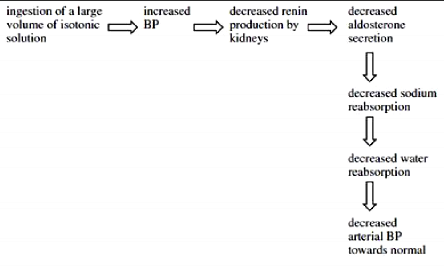 ingestion of a large
volume of isotonic
solution
increased
BP
decreased renin
production by
kidneys
decreased
aldosterone
secretion
decreased sodium
reabsorption
decreased water
reabsorption
decreased
arterial BP
towards normal